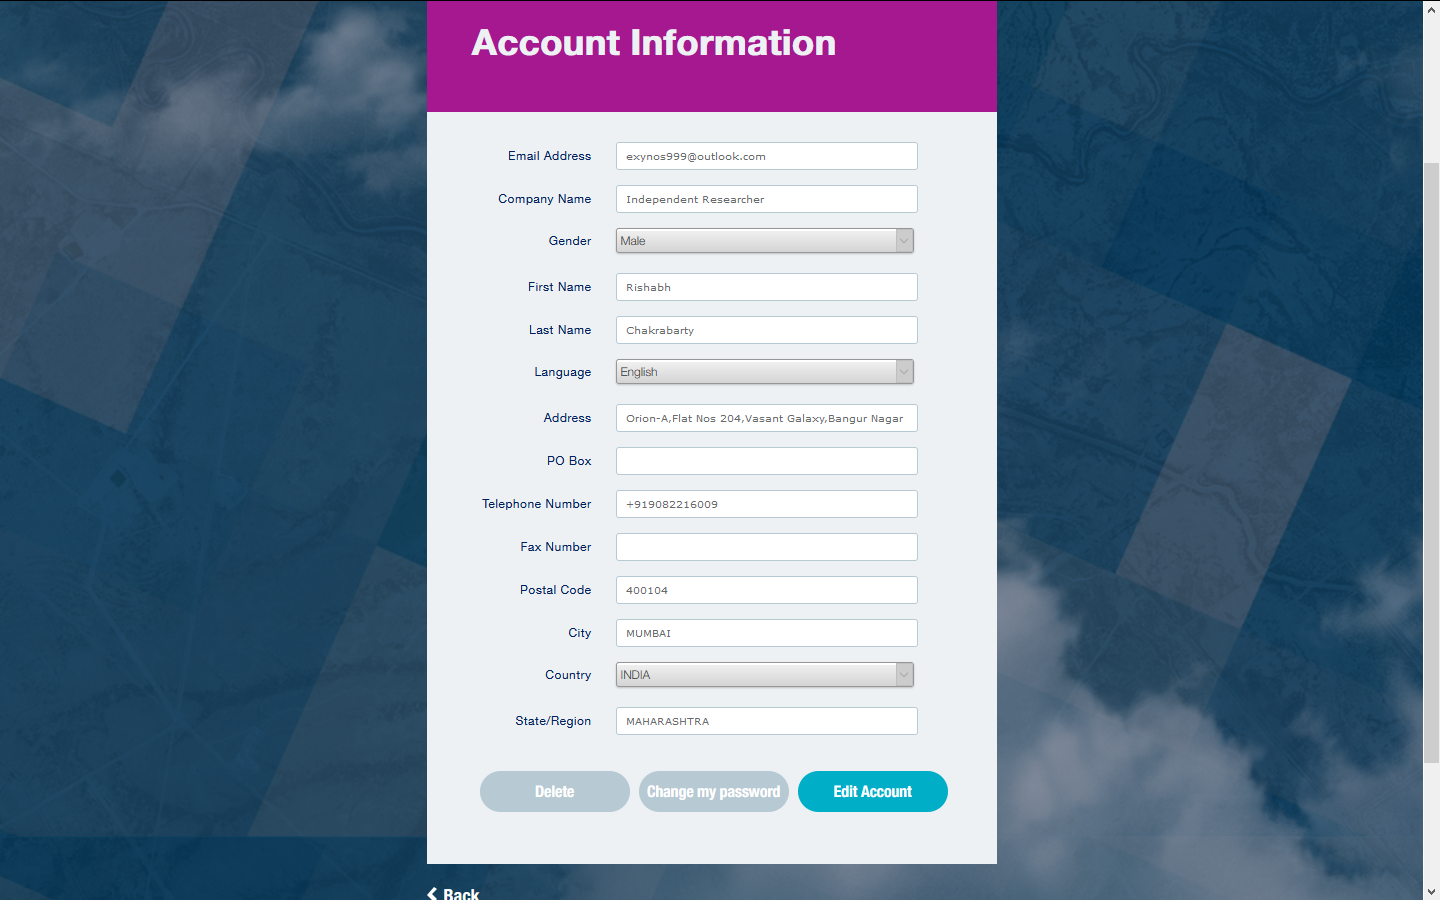 Account Information
Email Address exynos999@outlook.com
Company Name Independent Researcher
Gender Male
First Name Rishabh
Last Name Chakrabarty
Language English
Address Orion-A,Flat Nos 204,Vasant Galaxy,Bangur Nagar
PO Box
Telephone Number +919082216009
Fax Number
Postal Code 400104
City MUMBAI
Country INDIA
State/Region MAHARASHTRA
Delete Change my password Edit Account
Back